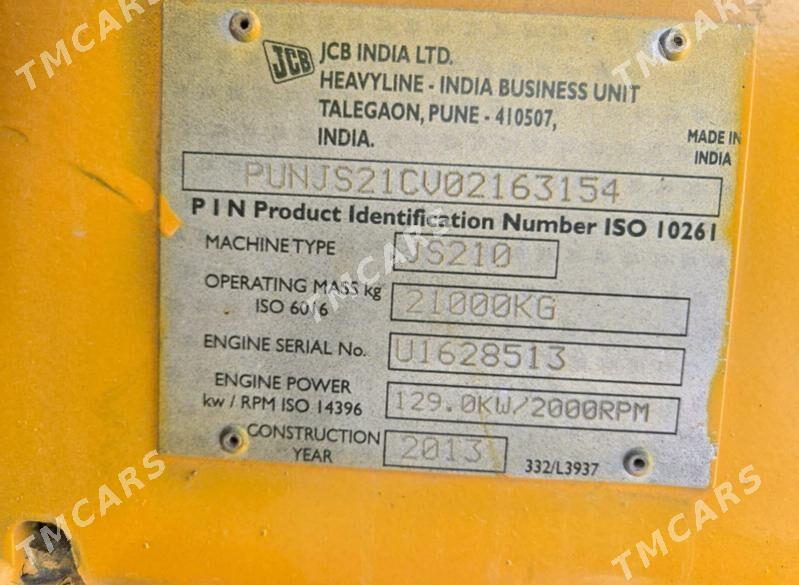 TMCARS
TMCARS
TMCARS
JCB
JCB INDIA LTD.
HEAVYLINE - INDIA BUSINESS UNIT
TALEGAON, PUNE - 410507,
INDIA.
MADE IN
INDIA
PUNJS21CV02163154
P I N Product Identification Number ISO 10261
MACHINE TYPE
JS210
TMCARS
OPERATING MASS kg
ISO 6016
21000KG
ENGINE SERIAL No.
U1628513
ENGINE POWER
kw / RPM ISO 14396
129.0KW/2000RPM
CONSTRUCTION
YEAR
2013
332/L3937
TMCARS
TMCARS
TMCARS